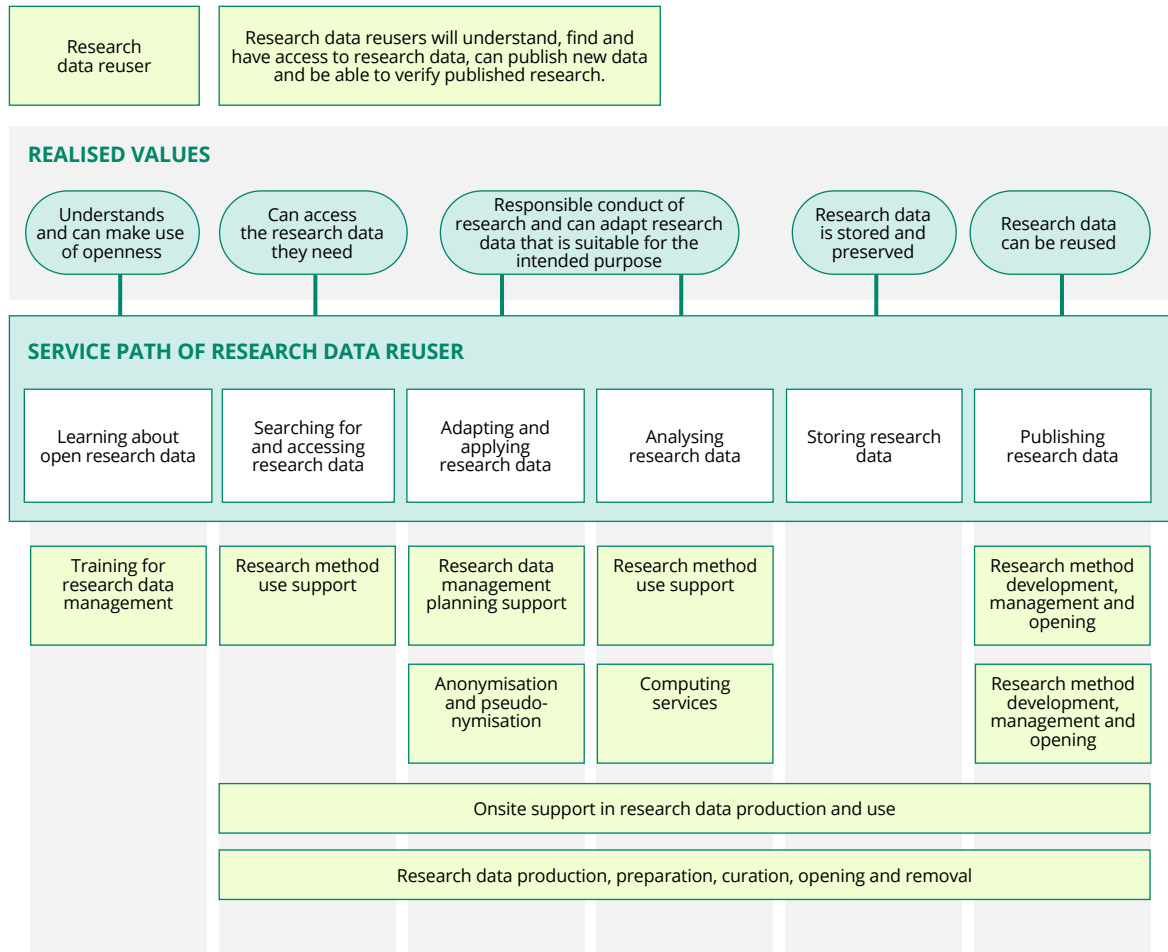 Research
data reuser
Research data reusers will understand, find and
have access to research data, can publish new data
and be able to verify published research.
REALISED VALUES
Understands
and can make use
of openness
Can access
the research data
they need
Responsible conduct of
research and can adapt research
data that is suitable for the
intended purpose
Research data
is stored and
preserved
Research data
can be reused
SERVICE PATH OF RESEARCH DATA REUSER
Learning about
open research data
Searching for
and accessing
research data
Adapting and
applying
research data
Analysing
research data
Storing research
data
Publishing
research data
Training for
research data
management
Research method
use support
Research data
management
planning support
Research method
use support
Research method
development,
management and
opening
Anonymisation
and pseudo-
nymisation
Computing
services
Research method
development,
management and
opening
Onsite support in research data production and use
Research data production, preparation, curation, opening and removal